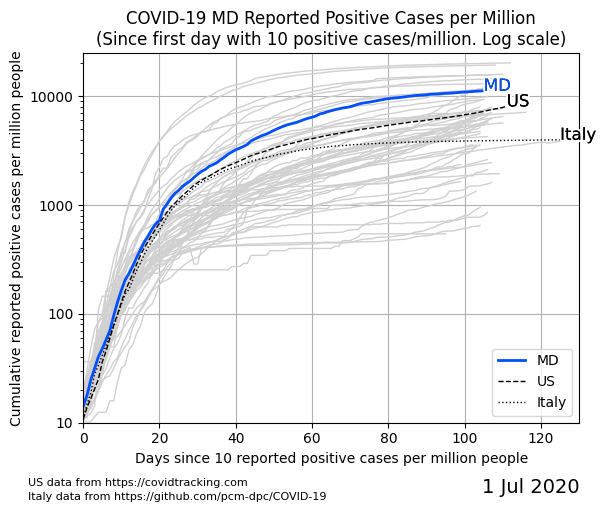 COVID-19 MD Reported Positive Cases per Million
(Since first day with 10 positive cases/million. Log scale)
Cumulative reported positive cases per million people
10000
1000
100
10
MD
US
Italy
MD
US
Italy
0 20 40 60 80 100 120
Days since 10 reported positive cases per million people
US data from https://covidtracking.com
Italy data from https://github.com/pcm-dpc/COVID-19
1 Jul 2020